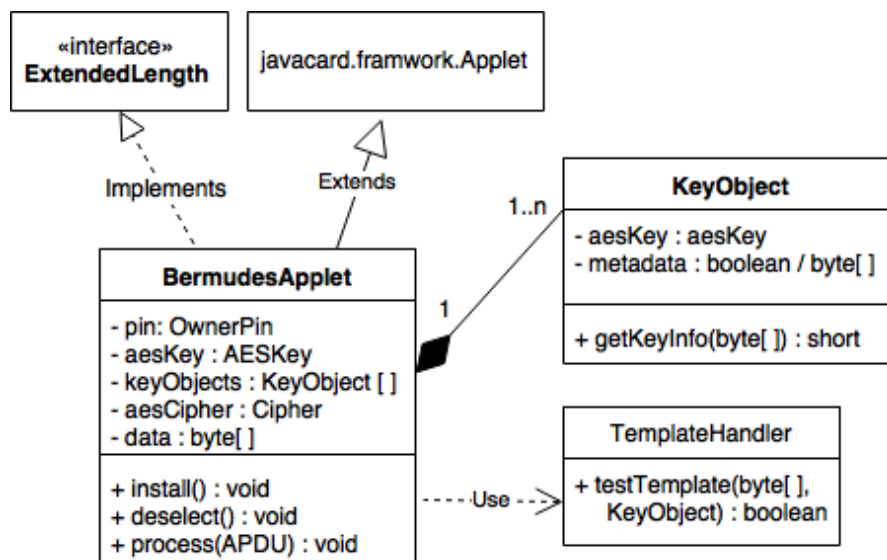 «interface»
ExtendedLength
javacard.framwork.Applet
Implements
Extends
KeyObject
- aesKey : aesKey
- metadata : boolean / byte[ ]
+ getKeyInfo(byte[ ]) : short
1..n
1
BermudesApplet
- pin: OwnerPin
- aesKey : AESKey
- keyObjects : KeyObject [ ]
- aesCipher : Cipher
- data : byte[ ]
+ install() : void
+ deselect() : void
+ process(APDU) : void
Use
TemplateHandler
+ testTemplate(byte[ ],
KeyObject) : boolean